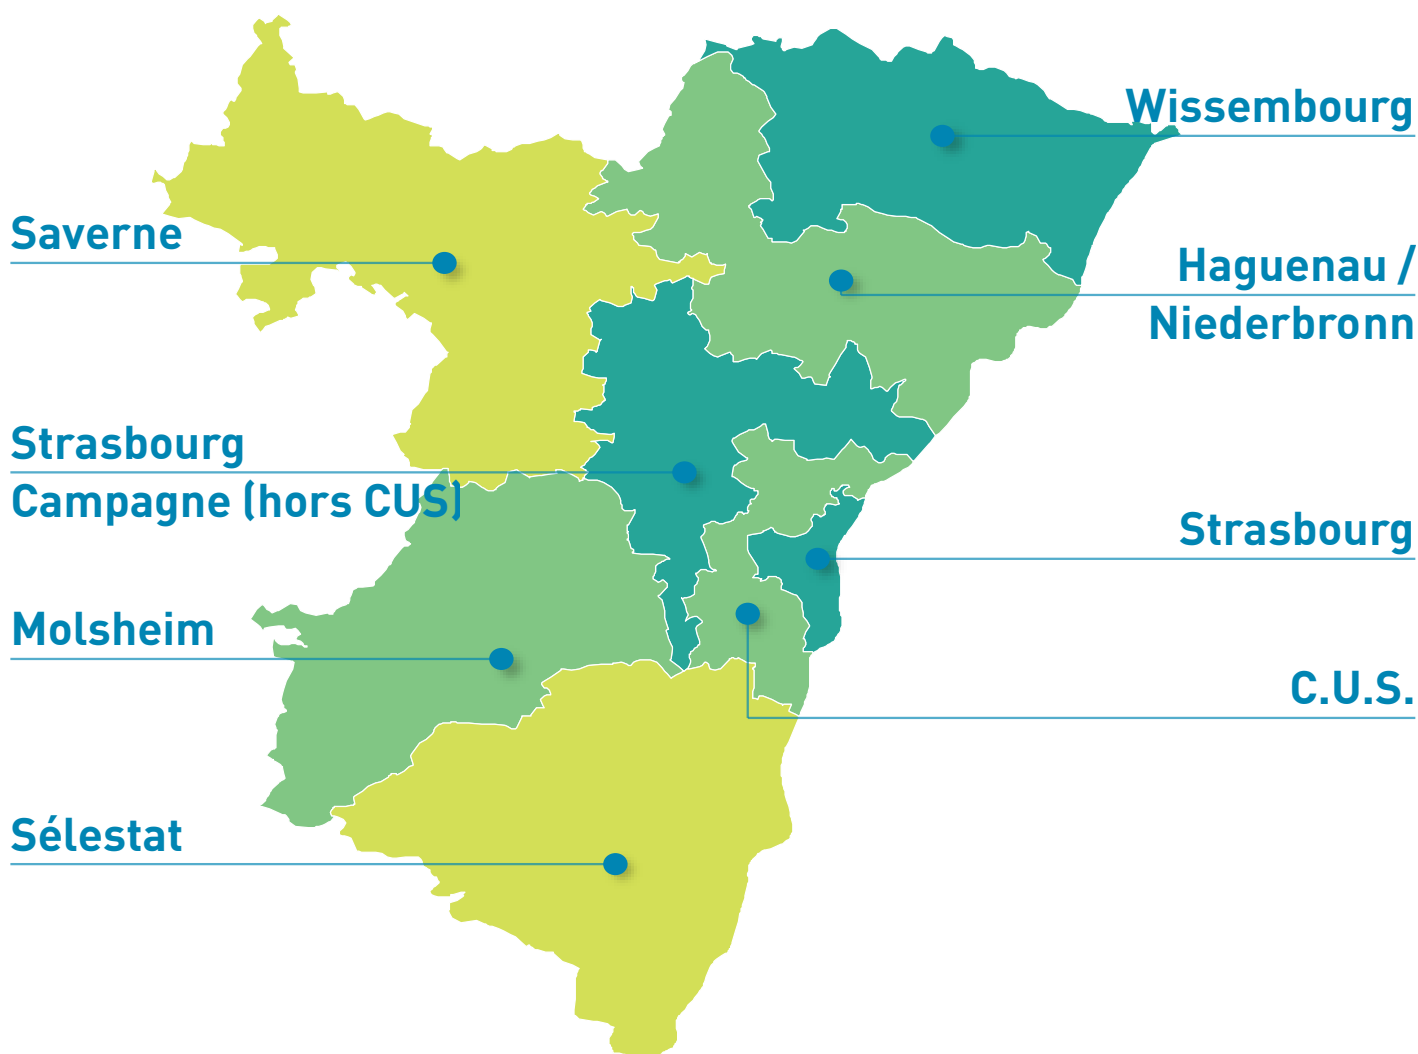 Wissembourg
Saverne
Haguenau /
Niederbronn
Strasbourg
Campagne (hors CUS)
Strasbourg
Molsheim
C.U.S.
Sélestat